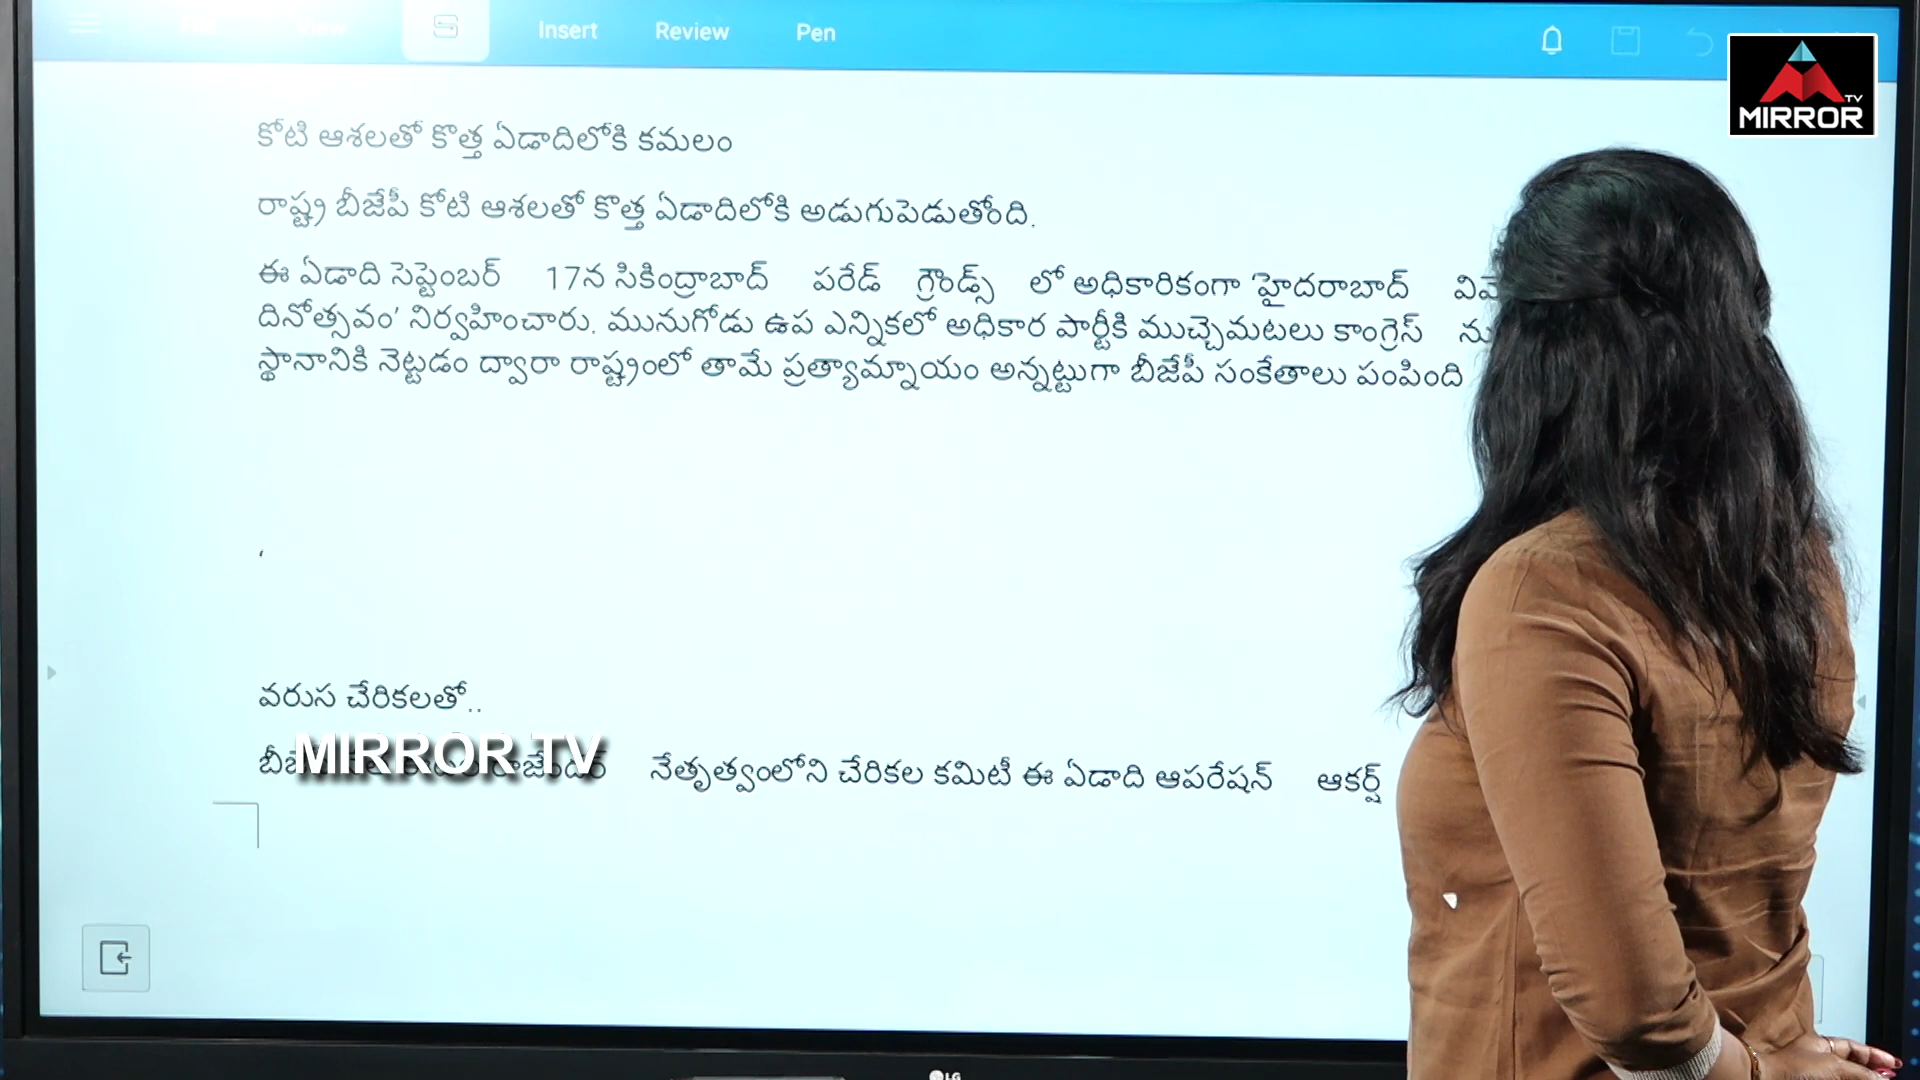 Insert Review Pen
MIRROR TV
కోటి ఆశలతో కొత్త ఏడాదిలోకి కమలం
రాష్ట్ర బీజేపీ కోటి ఆశలతో కొత్త ఏడాదిలోకి అడుగుపెడుతోంది.
ఈ ఏడాది సెప్టెంబర్ 17న సికింద్రాబాద్ పరేడ్ గ్రౌండ్స్ లో అధికారికంగా 'హైదరాబాద్
దినోత్సవం' నిర్వహించారు. మునుగోడు ఉప ఎన్నికలో అధికార పార్టీకి ముచ్చెమటలు కాంగ్రెస్ ను
స్థానానికి నెట్టడం ద్వారా రాష్ట్రంలో తామే ప్రత్యామ్నాయం అన్నట్టుగా బీజేపీ సంకేతాలు పంపింది
వరుస చేరికలతో..
నేతృత్వంలోని చేరికల కమిటీ ఈ ఏడాది ఆపరేషన్ ఆకర్ష్
MIRROR TV
LG